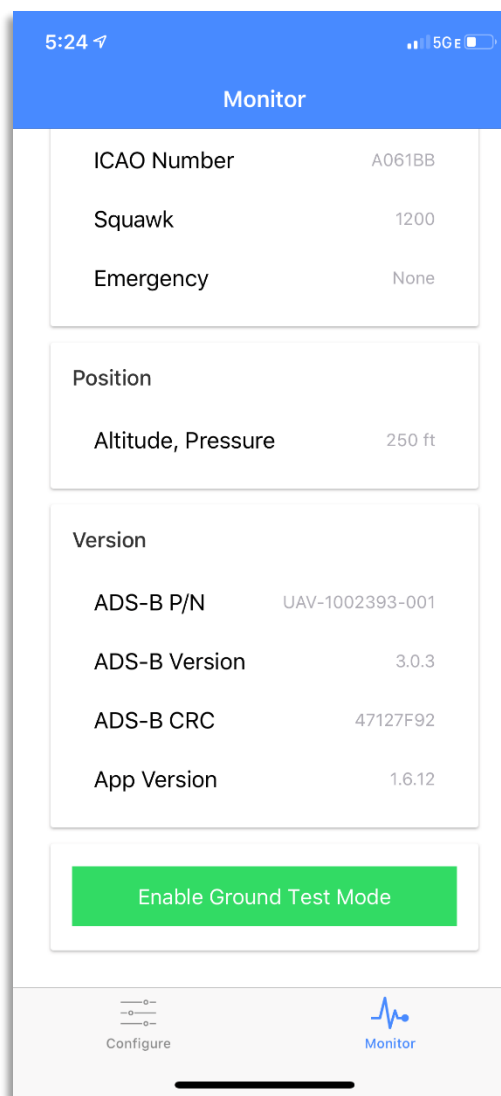 5:24 5GE
Monitor
ICAO Number A061BB
Squawk 1200
Emergency None
Position
Altitude, Pressure 250 ft
Version
ADS-B P/N UAV-1002393-001
ADS-B Version 3.0.3
ADS-B CRC 47127F92
App Version 1.6.12
Enable Ground Test Mode
Configure Monitor